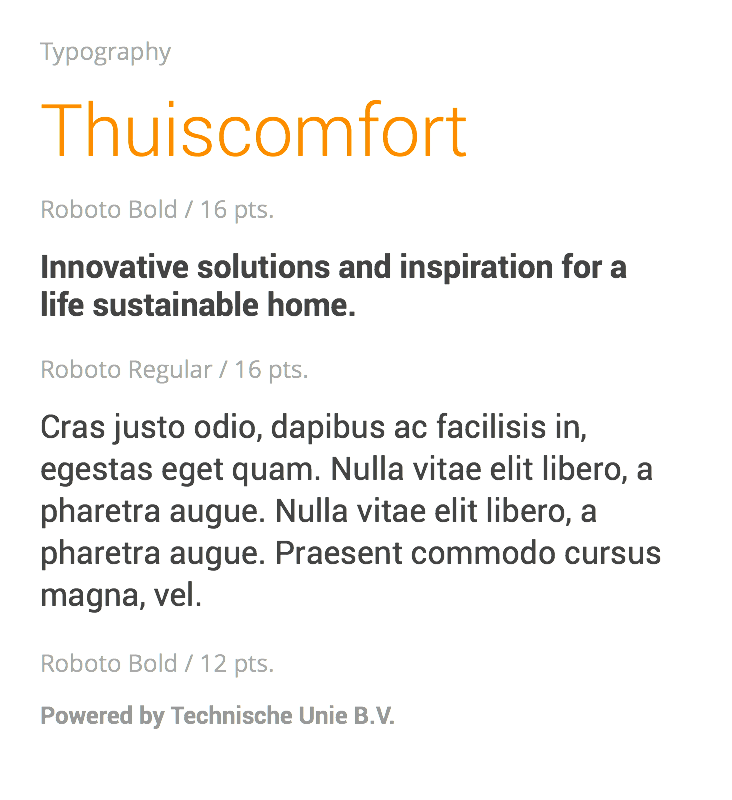 Typography
Thuiscomfort
Roboto Bold / 16 pts.
Innovative solutions and inspiration for a
life sustainable home.
Roboto Regular / 16 pts.
Cras justo odio, dapibus ac facilisis in,
egestas eget quam. Nulla vitae elit libero, a
pharetra augue. Nulla vitae elit libero, a
pharetra augue. Praesent commodo cursus
magna, vel.
Roboto Bold / 12 pts.
Powered by Technische Unie B.V.